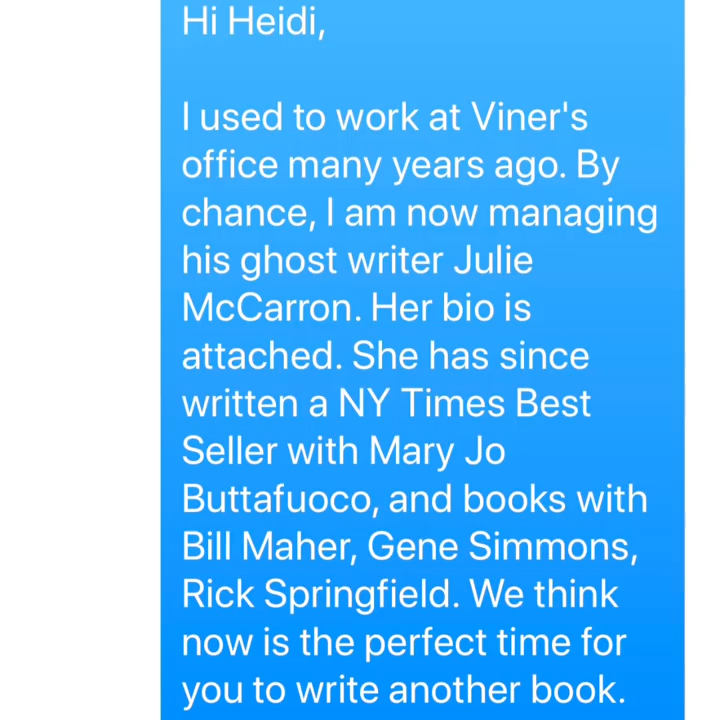 Hi Heidi,
I used to work at Viner's
office many years ago. By
chance, I am now managing
his ghost writer Julie
McCarron. Her bio is
attached. She has since
written a NY Times Best
Seller with Mary Jo
Buttafuoco, and books with
Bill Maher, Gene Simmons,
Rick Springfield. We think
now is the perfect time for
you to write another book.